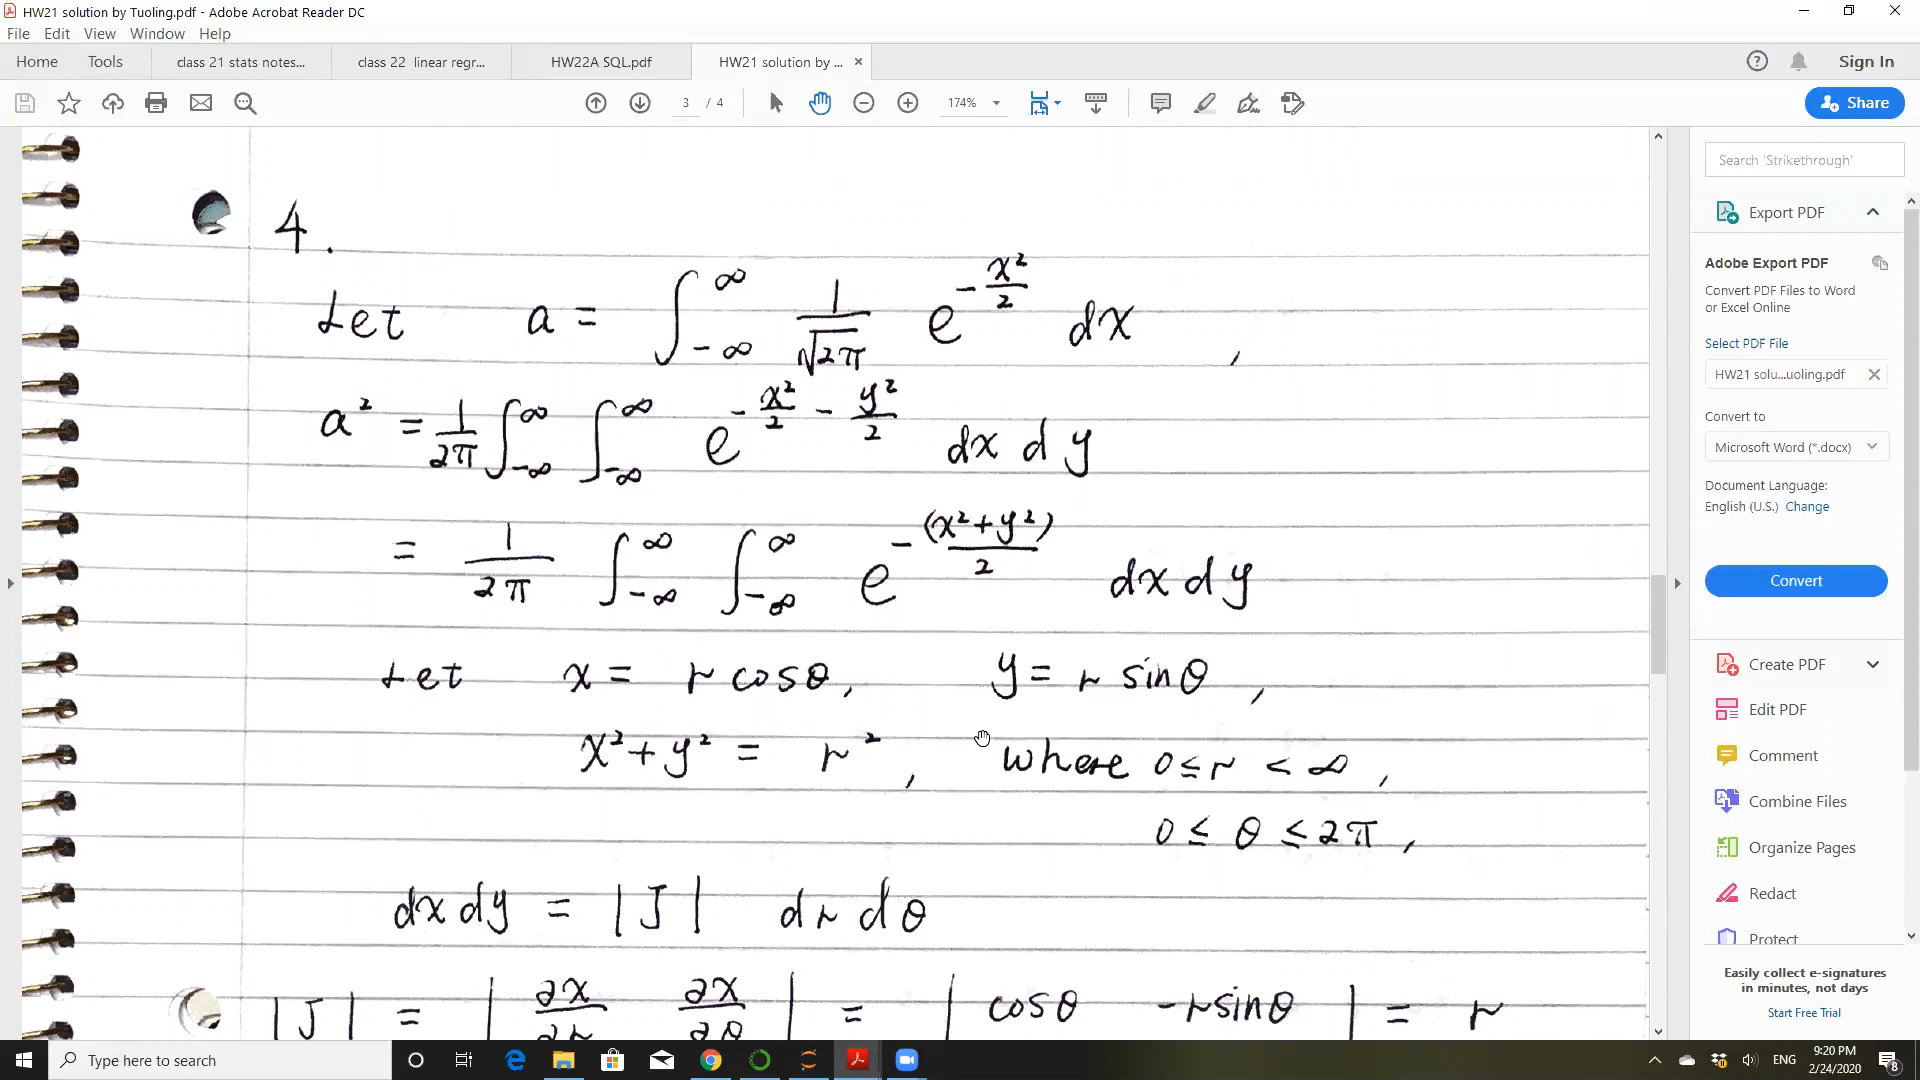 HW21 solution by Tuoling.pdf - Adobe Acrobat Reader DC
File Edit View Window Help
Home Tools class 21 stats notes... class 22 linear regr... HW22A SQL.pdf HW21 solution by ... × Sign In
3 / 4 174% Share
4.
Let a = ∫_{-∞}^{∞} 1/√(2π) e^{-x²/2} dx ,
a² = 1/(2π) ∫_{-∞}^{∞} ∫_{-∞}^{∞} e^{-x²/2 - y²/2} dx dy
= 1/(2π) ∫_{-∞}^{∞} ∫_{-∞}^{∞} e^{-(x²+y²)/2} dx dy
Let x = r cosθ, y = r sinθ ,
x² + y² = r² , where 0 ≤ r < ∞ ,
0 ≤ θ ≤ 2π ,
dx dy = |J| dr dθ
|J| = | ∂x/∂r ∂x/∂θ | = | cosθ -r sinθ | = r
Search 'Strikethrough'
Export PDF
Adobe Export PDF
Convert PDF Files to Word
or Excel Online
Select PDF File
HW21 solu...uoling.pdf ×
Convert to
Microsoft Word (*.docx)
Document Language:
English (U.S.) Change
Convert
Create PDF
Edit PDF
Comment
Combine Files
Organize Pages
Redact
Protect
Easily collect e-signatures
in minutes, not days
Start Free Trial
Type here to search
ENG
9:20 PM
2/24/2020
8